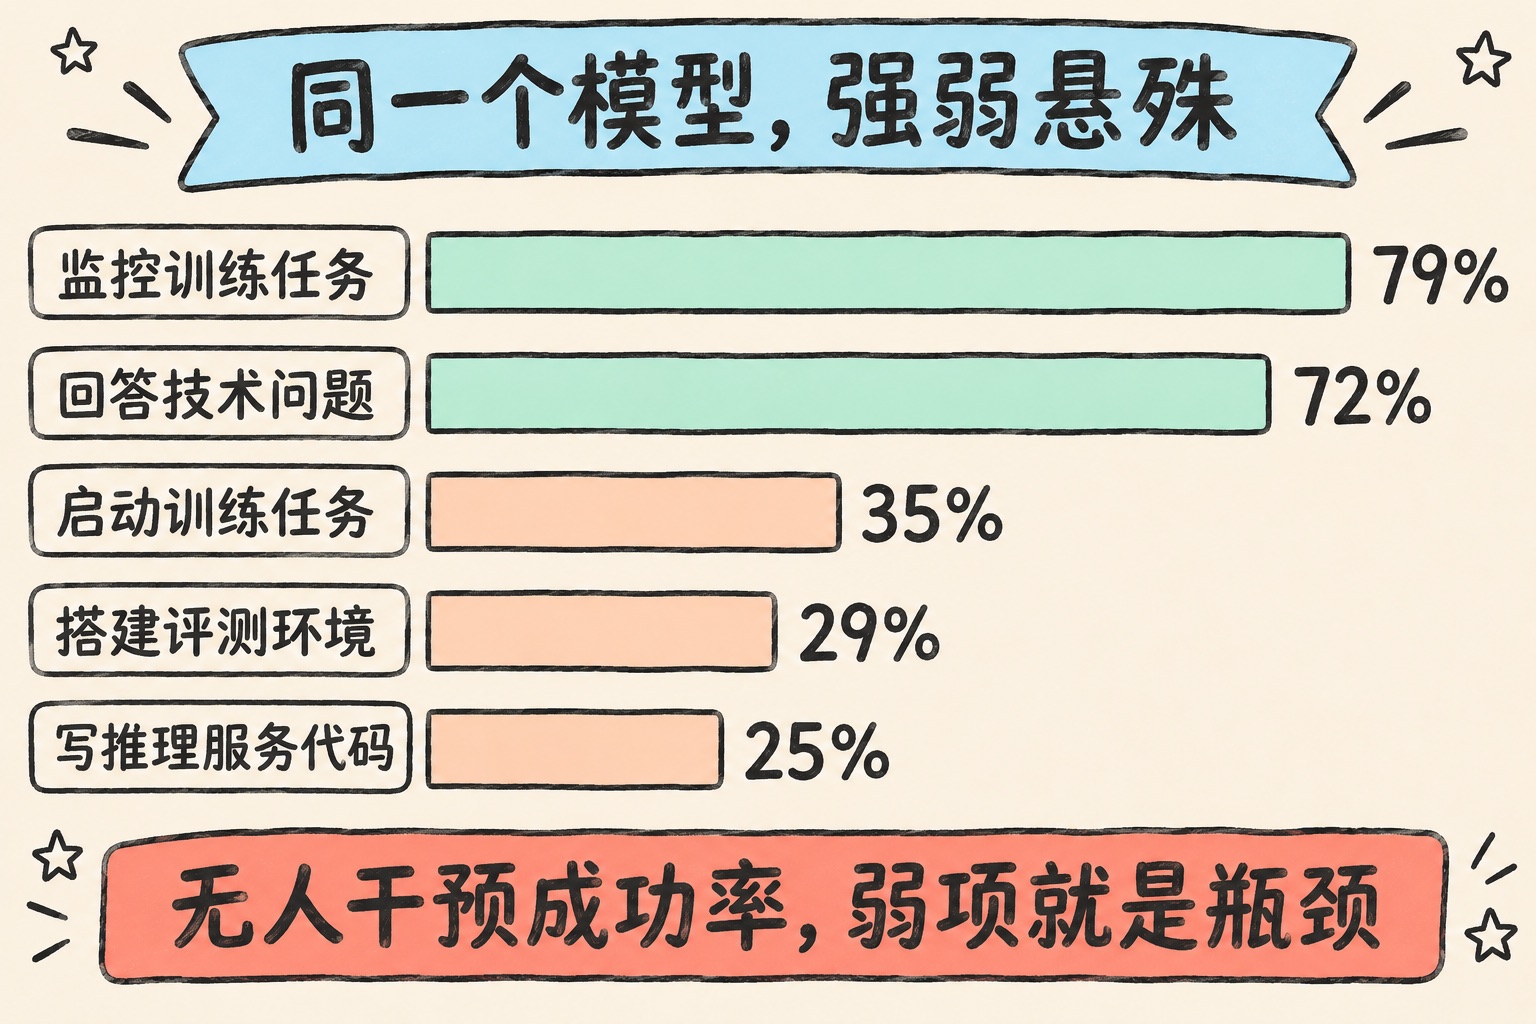 同一个模型，强弱悬殊
监控训练任务 79%
回答技术问题 72%
启动训练任务 35%
搭建评测环境 29%
写推理服务代码 25%
无人干预成功率，弱项就是瓶颈